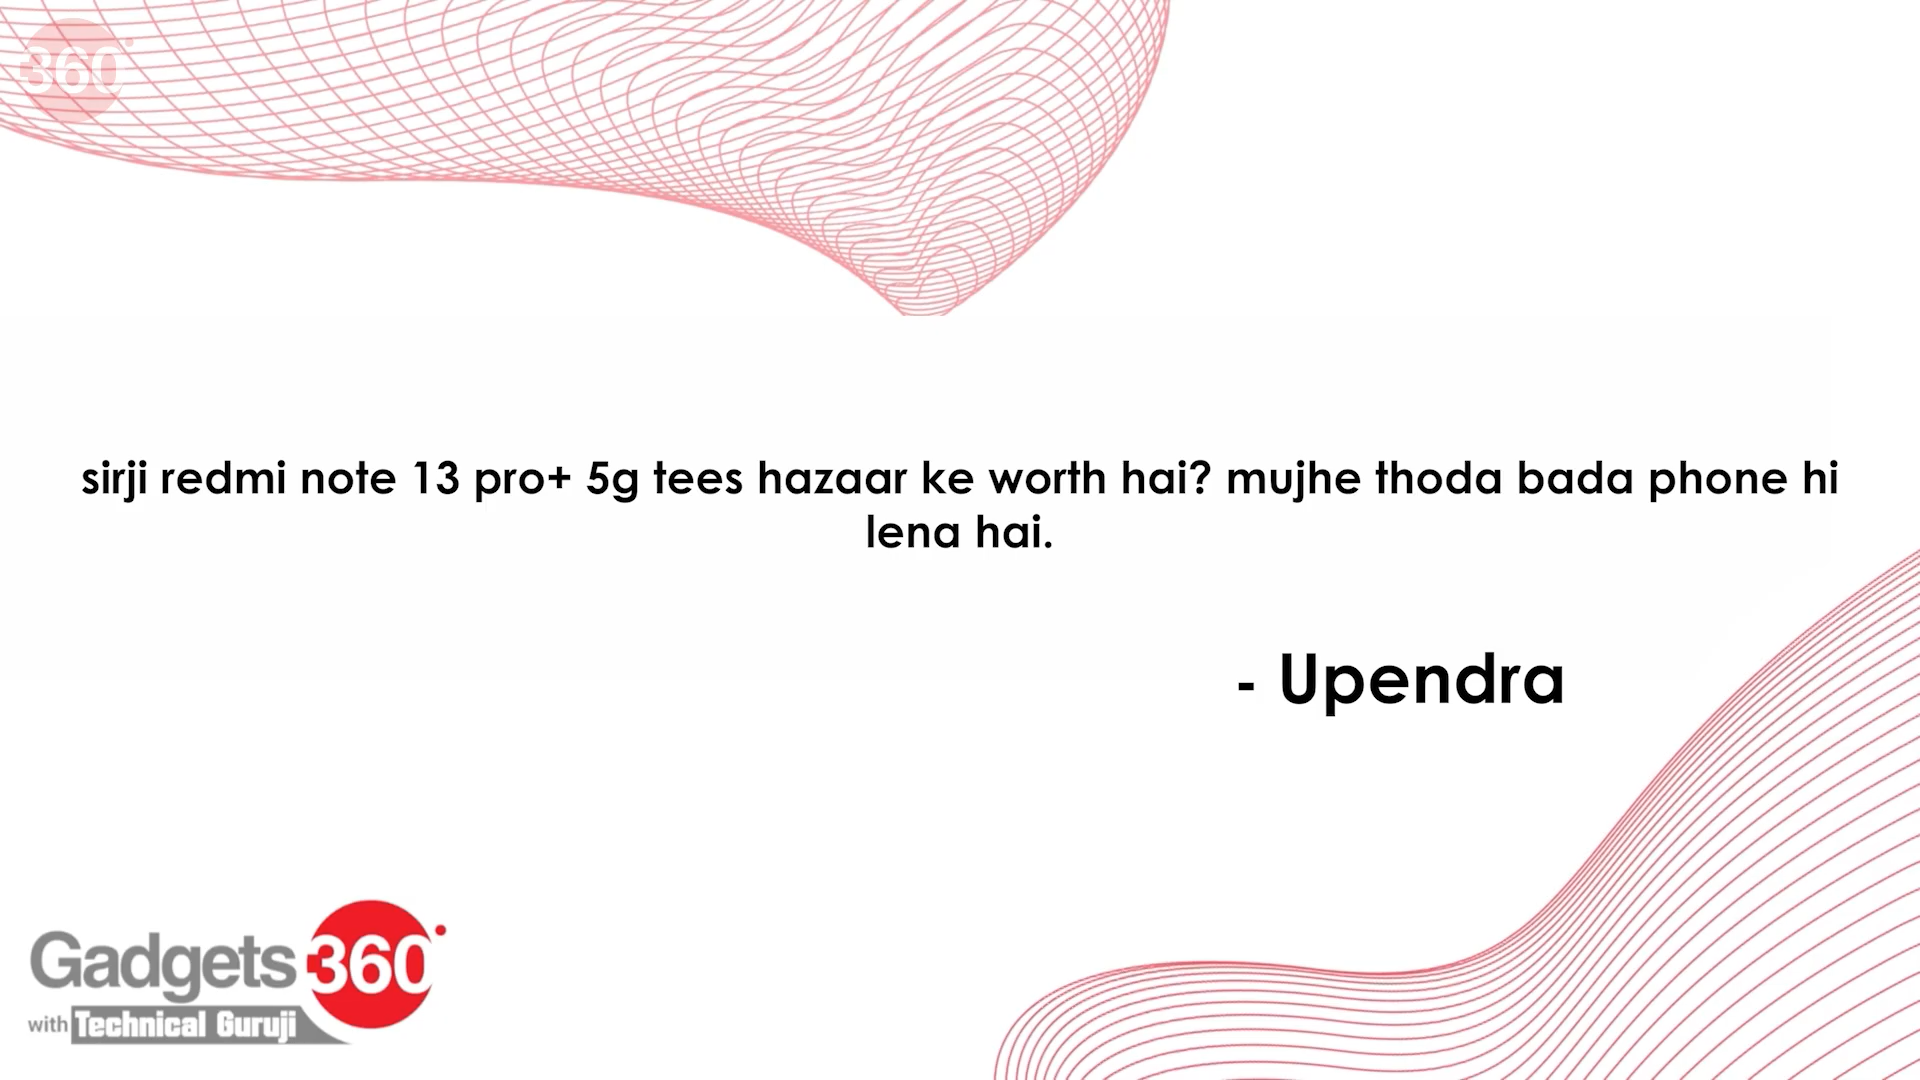 360
sirji redmi note 13 pro+ 5g tees hazaar ke worth hai? mujhe thoda bada phone hi
lena hai.
- Upendra
Gadgets 360
with Technical Guruji